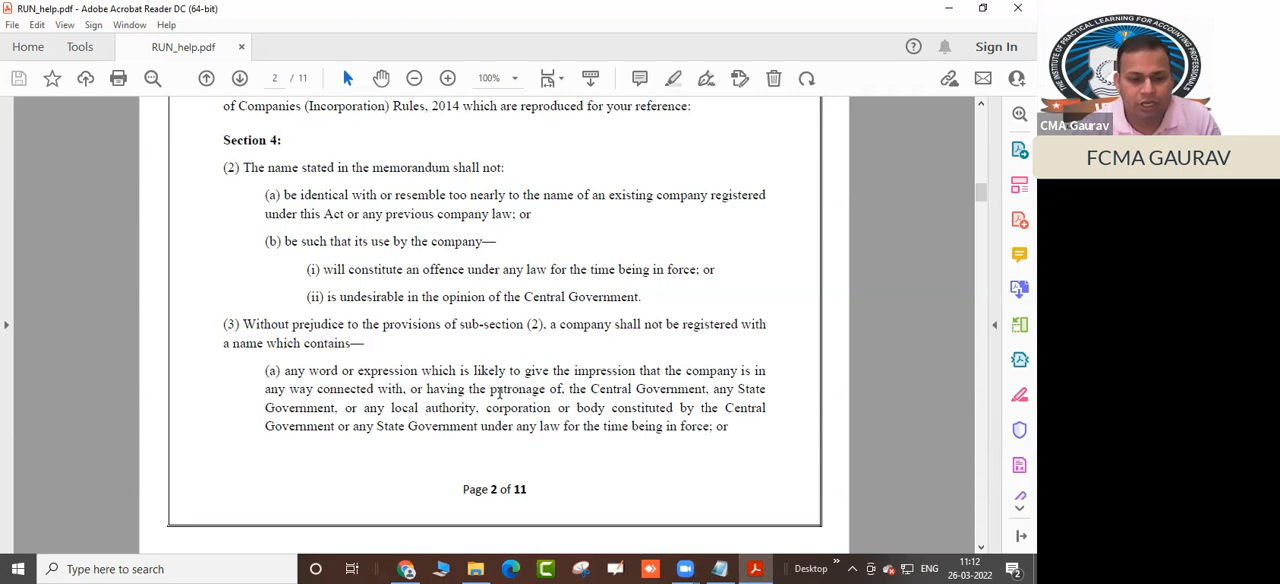 RUN_help.pdf - Adobe Acrobat Reader DC (64-bit)
File Edit View Sign Window Help
Home Tools RUN_help.pdf × Sign In
2 / 11 100%
of Companies (Incorporation) Rules, 2014 which are reproduced for your reference:
Section 4:
(2) The name stated in the memorandum shall not:
(a) be identical with or resemble too nearly to the name of an existing company registered
under this Act or any previous company law; or
(b) be such that its use by the company—
(i) will constitute an offence under any law for the time being in force; or
(ii) is undesirable in the opinion of the Central Government.
(3) Without prejudice to the provisions of sub-section (2), a company shall not be registered with
a name which contains—
(a) any word or expression which is likely to give the impression that the company is in
any way connected with, or having the patronage of, the Central Government, any State
Government, or any local authority, corporation or body constituted by the Central
Government or any State Government under any law for the time being in force; or
Page 2 of 11
THE INSTITUTE OF PRACTICAL LEARNING FOR ACCOUNTING PROFESSIONALS
CMA Gaurav
FCMA GAURAV
Type here to search
Desktop
ENG
11:12
26-03-2022
2